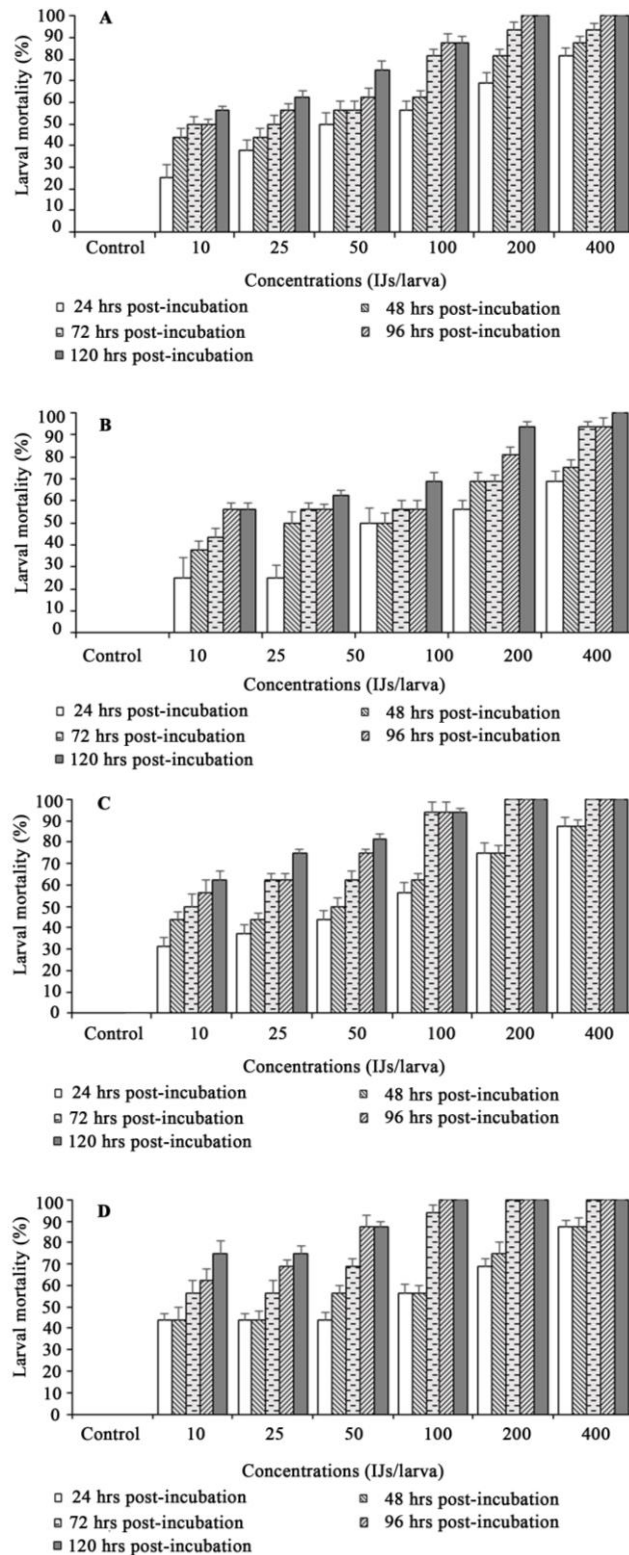 A
Larval mortality (%)
100
90
80
70
60
50
40
30
20
10
0
Control 10 25 50 100 200 400
Concentrations (IJs/larva)
24 hrs post-incubation 48 hrs post-incubation
72 hrs post-incubation 96 hrs post-incubation
120 hrs post-incubation
B
Larval mortality (%)
100
90
80
70
60
50
40
30
20
10
0
Control 10 25 50 100 200 400
Concentrations (IJs/larva)
24 hrs post-incubation 48 hrs post-incubation
72 hrs post-incubation 96 hrs post-incubation
120 hrs post-incubation
C
Larval mortality (%)
100
90
80
70
60
50
40
30
20
10
0
Control 10 25 50 100 200 400
Concentrations (IJs/larva)
24 hrs post-incubation 48 hrs post-incubation
72 hrs post-incubation 96 hrs post-incubation
120 hrs post-incubation
D
Larval mortality (%)
100
90
80
70
60
50
40
30
20
10
0
Control 10 25 50 100 200 400
Concentrations (IJs/larva)
24 hrs post-incubation 48 hrs post-incubation
72 hrs post-incubation 96 hrs post-incubation
120 hrs post-incubation